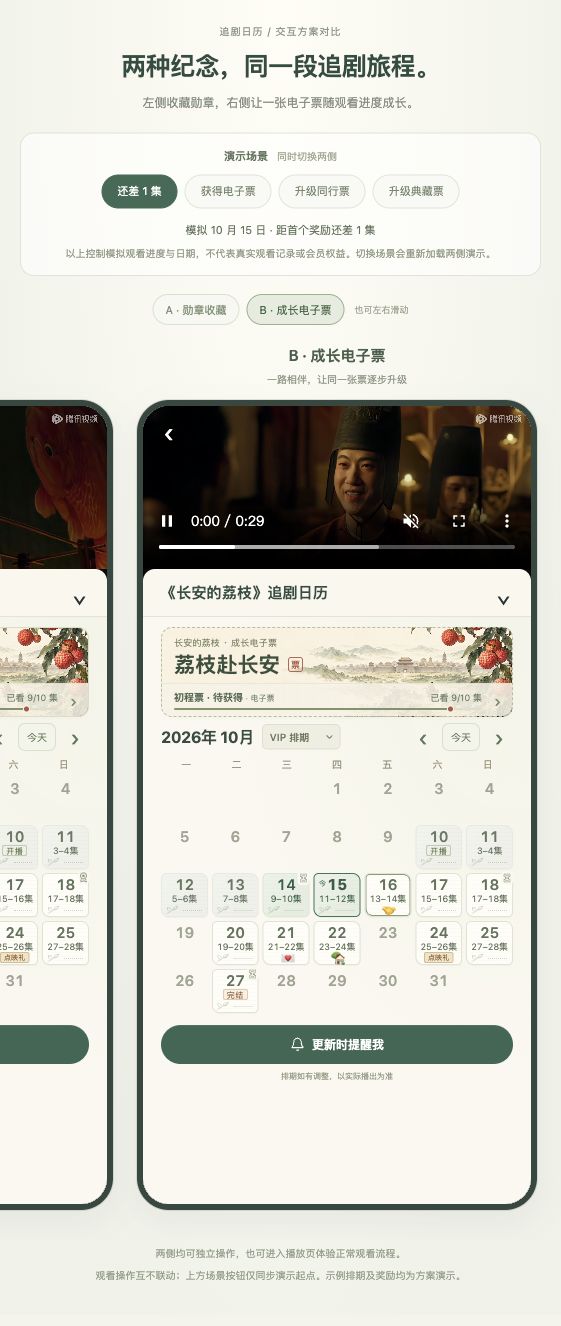 追剧日历 / 交互方案对比
两种纪念，同一段追剧旅程。
左侧收藏勋章，右侧让一张电子票随观看进度成长。
演示场景 同时切换两侧
还差 1 集 获得电子票 升级同行票 升级典藏票
模拟 10 月 15 日 · 距首个奖励还差 1 集
以上控制模拟观看进度与日期，不代表真实观看记录或会员权益。切换场景会重新加载两侧演示。
A · 勋章收藏 B · 成长电子票 也可左右滑动
B · 成长电子票
一路相伴，让同一张票逐步升级
腾讯视频
已看 9/10 集
今天
六 日
3 4
10 11
开播 3–4集
17 18
15–16集 17–18集
24 25
25–26集 27–28集
点映礼
31
腾讯视频
0:00 / 0:29
《长安的荔枝》追剧日历
长安的荔枝 · 成长电子票
荔枝赴长安 票
初程票 · 待获得 · 电子票 已看 9/10 集
2026年 10月 VIP 排期 今天
一 二 三 四 五 六 日
1 2 3 4
5 6 7 8 9 10 11
开播 3–4集
12 13 14 今 15 16 17 18
5–6集 7–8集 9–10集 11–12集 13–14集 15–16集 17–18集
19 20 21 22 23 24 25
19–20集 21–22集 23–24集 25–26集 27–28集
点映礼
26 27 28 29 30 31
完结
更新时提醒我
排期如有调整，以实际播出为准
两侧均可独立操作，也可进入播放页体验正常观看流程。
观看操作互不联动；上方场景按钮仅同步演示起点。示例排期及奖励均为方案演示。